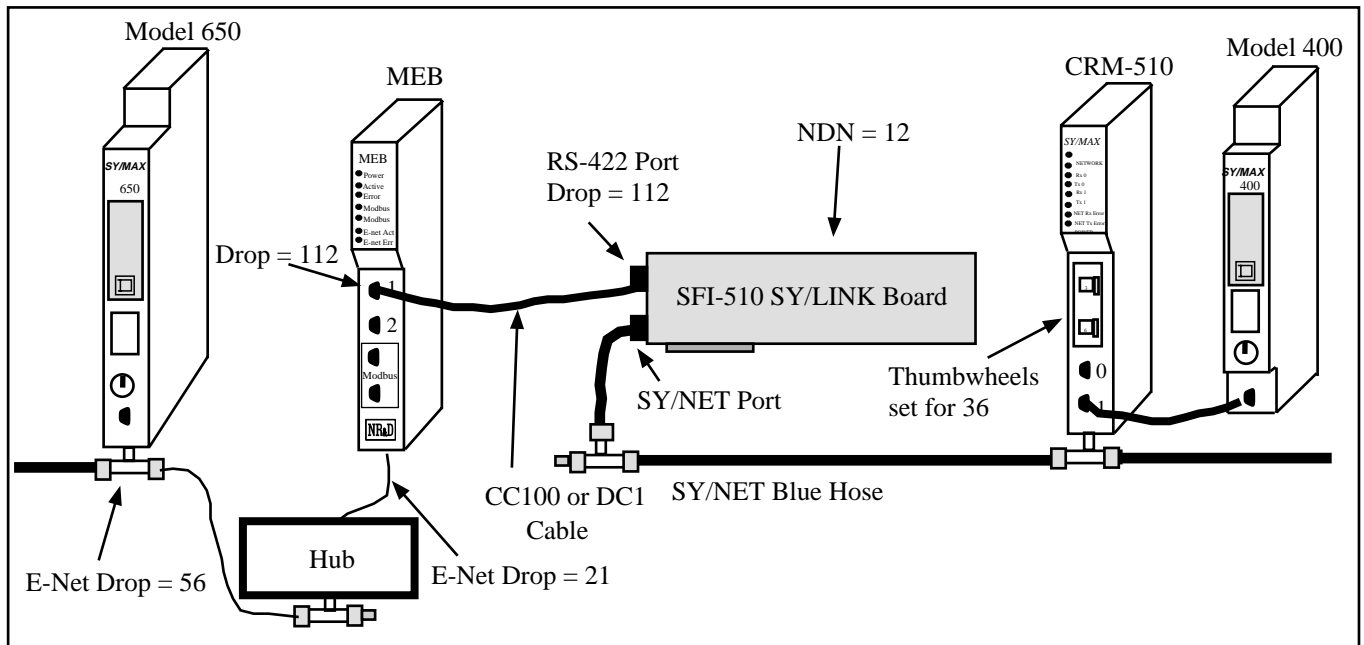 Model 650
SY/MAX
650
MEB
MEB
Power
Active
Error
Modbus
Modbus
E-net Act
E-net Err
Drop = 112
1
2
Modbus
NR&D
RS-422 Port
Drop = 112
NDN = 12
SFI-510 SY/LINK Board
SY/NET Port
CC100 or DC1
Cable
SY/NET Blue Hose
E-Net Drop = 56
Hub
E-Net Drop = 21
CRM-510
SY/MAX
NETWORK
Rx 0
Tx 0
Rx 1
Tx 1
NET Rx Error
NET Tx Error
0
1
Thumbwheels
set for 36
Model 400
SY/MAX
400